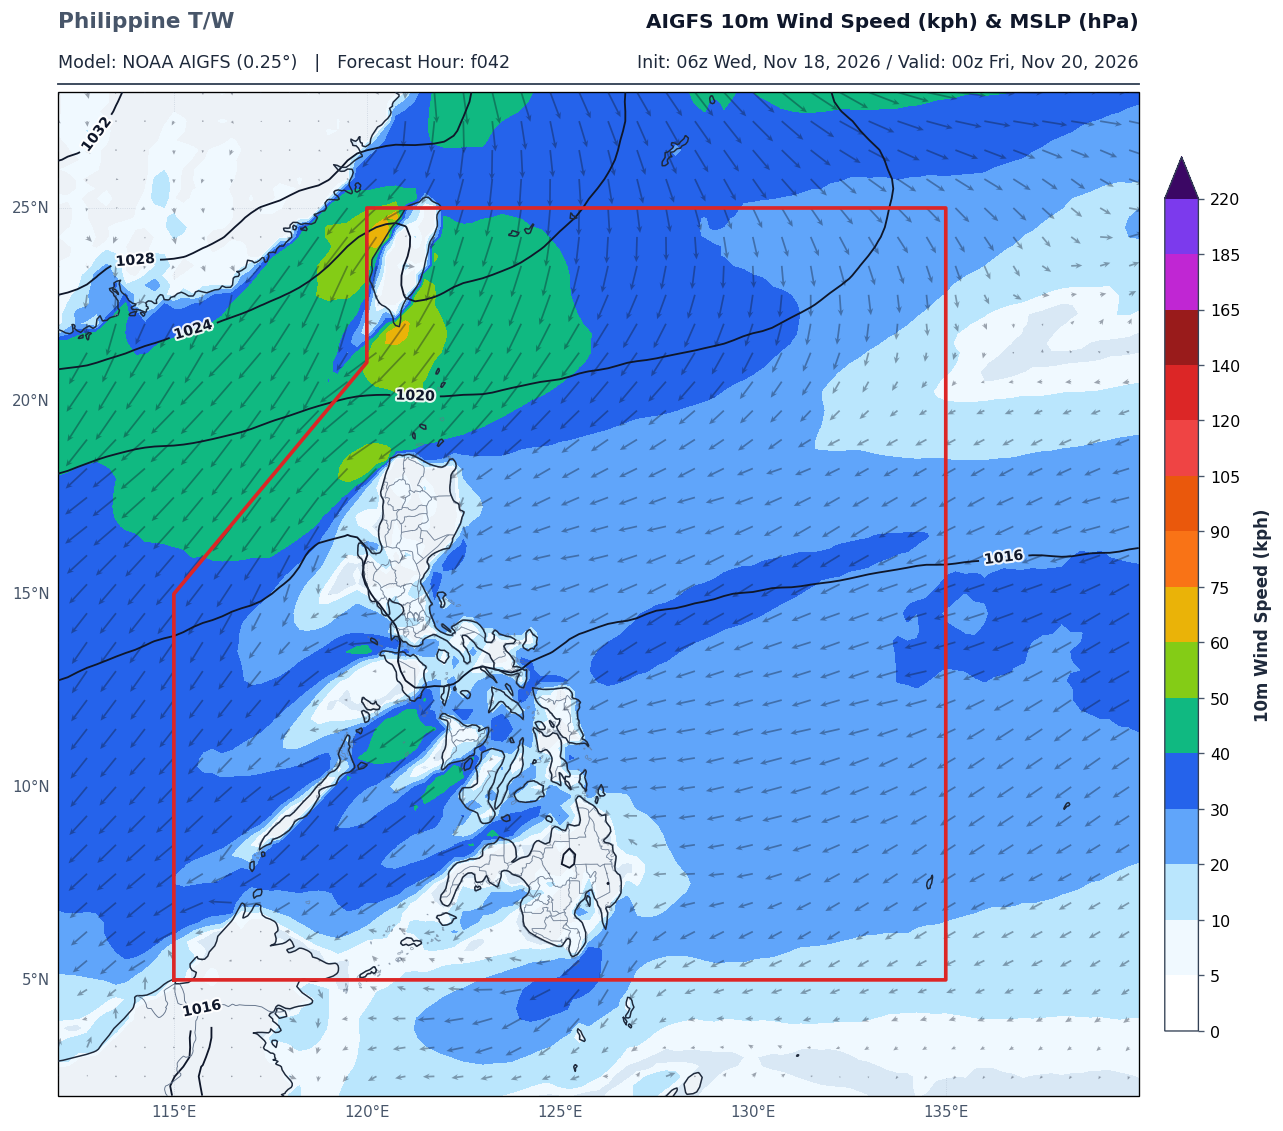 Philippine T/W
AIGFS 10m Wind Speed (kph) & MSLP (hPa)
Model: NOAA AIGFS (0.25°) | Forecast Hour: f042
Init: 06z Wed, Nov 18, 2026 / Valid: 00z Fri, Nov 20, 2026
1032
1028
1024
1020
1016
1016
25°N
20°N
15°N
10°N
5°N
115°E
120°E
125°E
130°E
135°E
220
185
165
140
120
105
90
75
60
50
40
30
20
10
5
0
10m Wind Speed (kph)